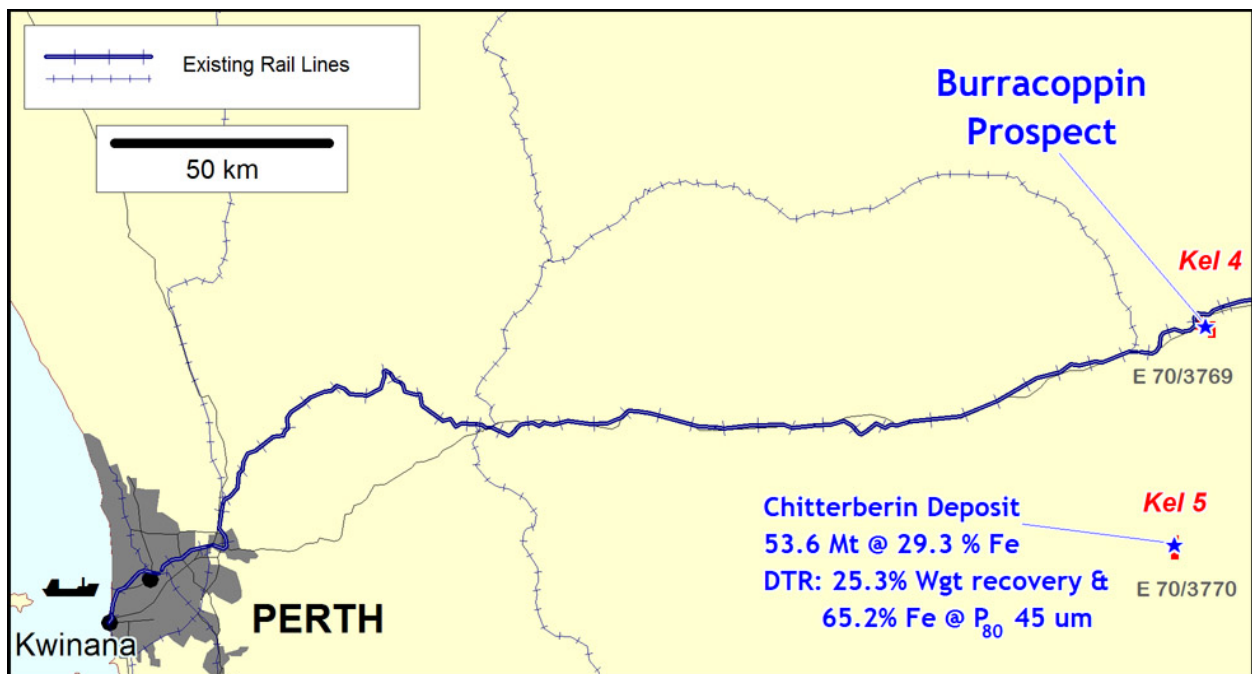 Existing Rail Lines
50 km
Burracoppin
Prospect
Kel 4
E 70/3769
Chitterberin Deposit
53.6 Mt @ 29.3 % Fe
DTR: 25.3% Wgt recovery &
65.2% Fe @ P80 45 um
Kel 5
E 70/3770
PERTH
Kwinana